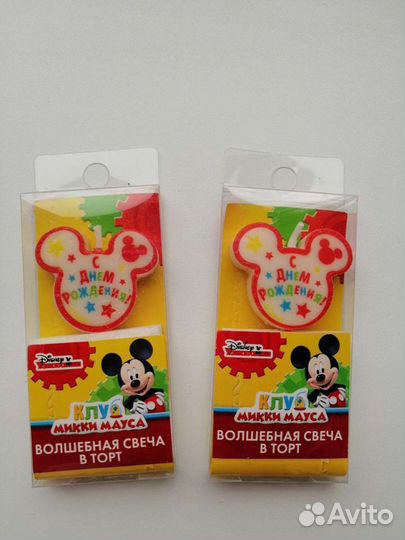 С
ДНЕМ
РОЖДЕНИЯ!
Disney
КЛУБ
МИККИ МАУСА
ВОЛШЕБНАЯ СВЕЧА
В ТОРТ
С
ДНЕМ
РОЖДЕНИЯ!
Disney
КЛУБ
МИККИ МАУСА
ВОЛШЕБНАЯ СВЕЧА
В ТОРТ
Avito